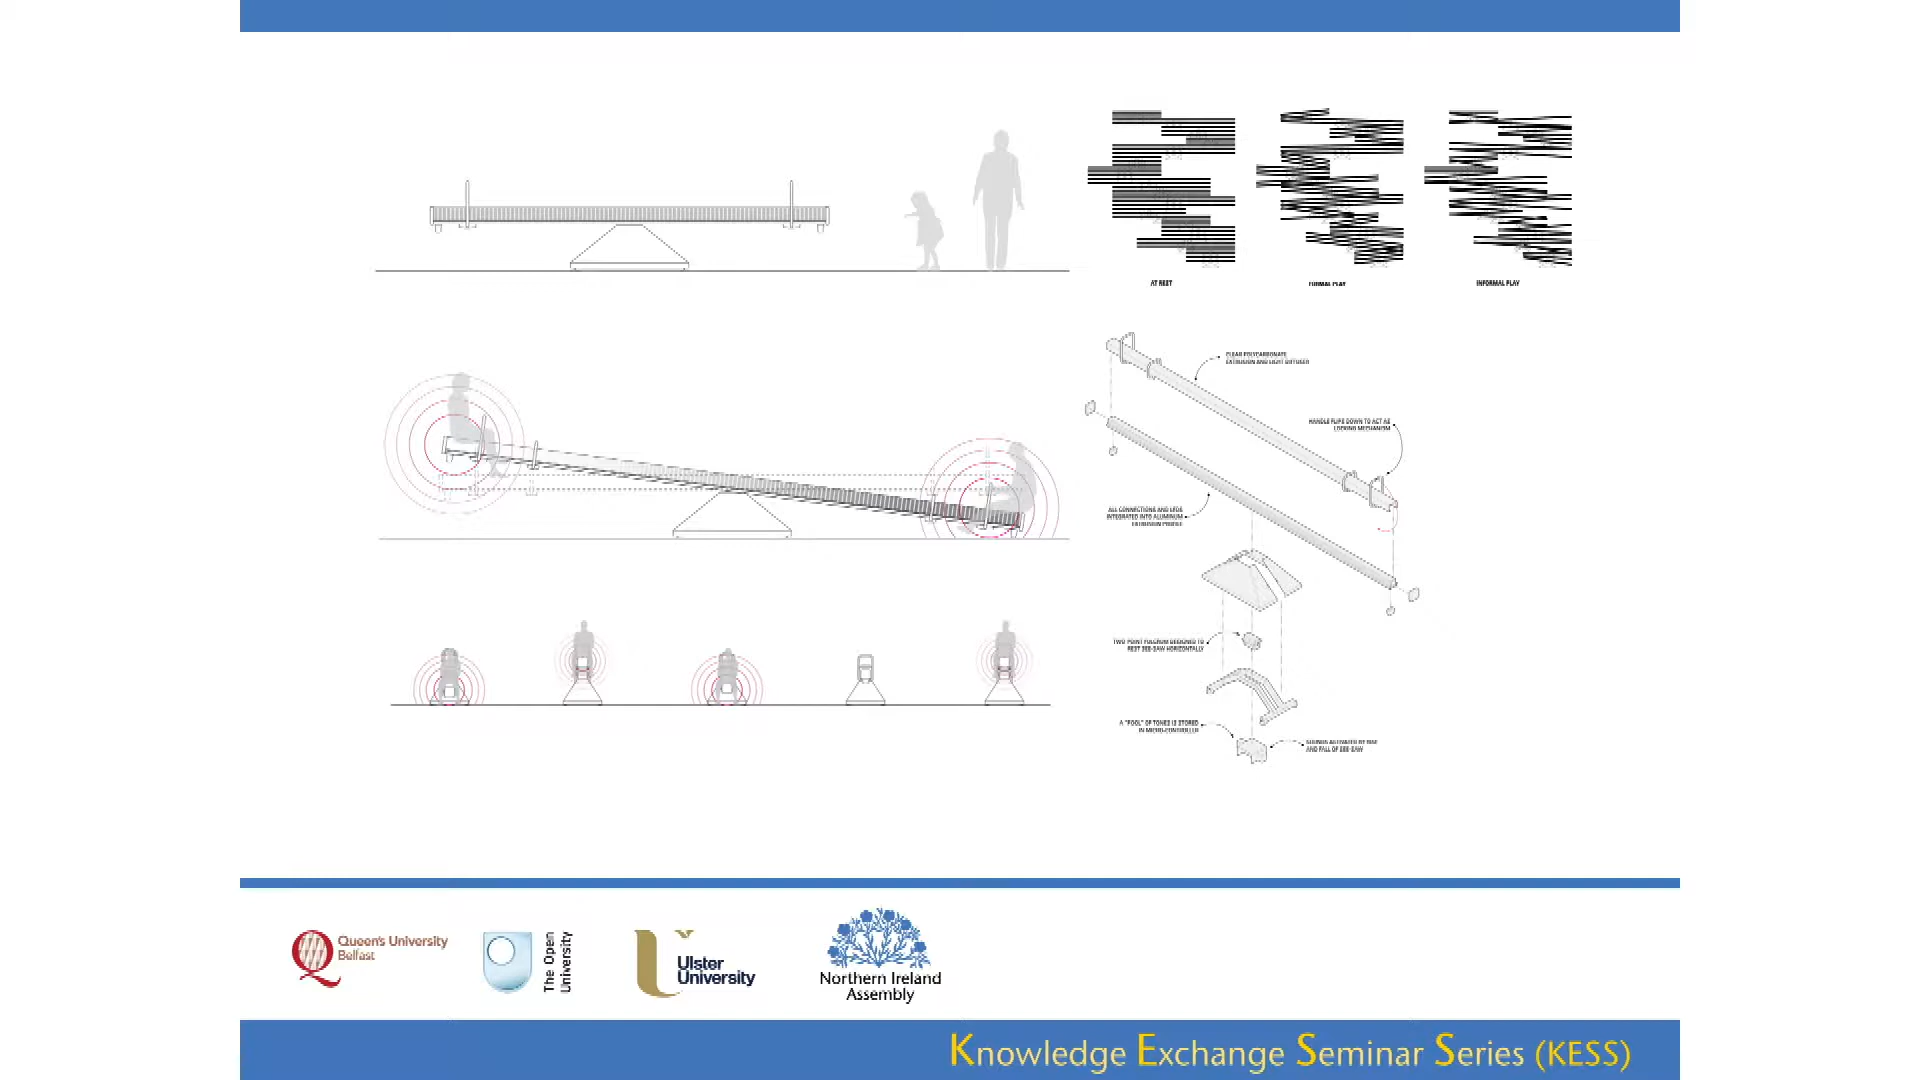 AT REST
FORMAL PLAY
INFORMAL PLAY
CLEAR POLYCARBONATE
EXTRUSION AND LIGHT DIFFUSER
HANDLE FLIPS DOWN TO ACT AS
LOCKING MECHANISM
ALL CONNECTIONS AND LEDS
INTEGRATED INTO ALUMINUM
EXTRUSION PROFILE
TWO POINT FULCRUM DESIGNED TO
REST SEE-SAW HORIZONTALLY
A "POOL" OF TONES IS STORED
IN MICRO-CONTROLLER
SOUNDS ACTIVATED BY RISE
AND FALL OF SEE-SAW
Queen's University
Belfast
The Open
University
Ulster
University
Northern Ireland
Assembly
Knowledge Exchange Seminar Series (KESS)